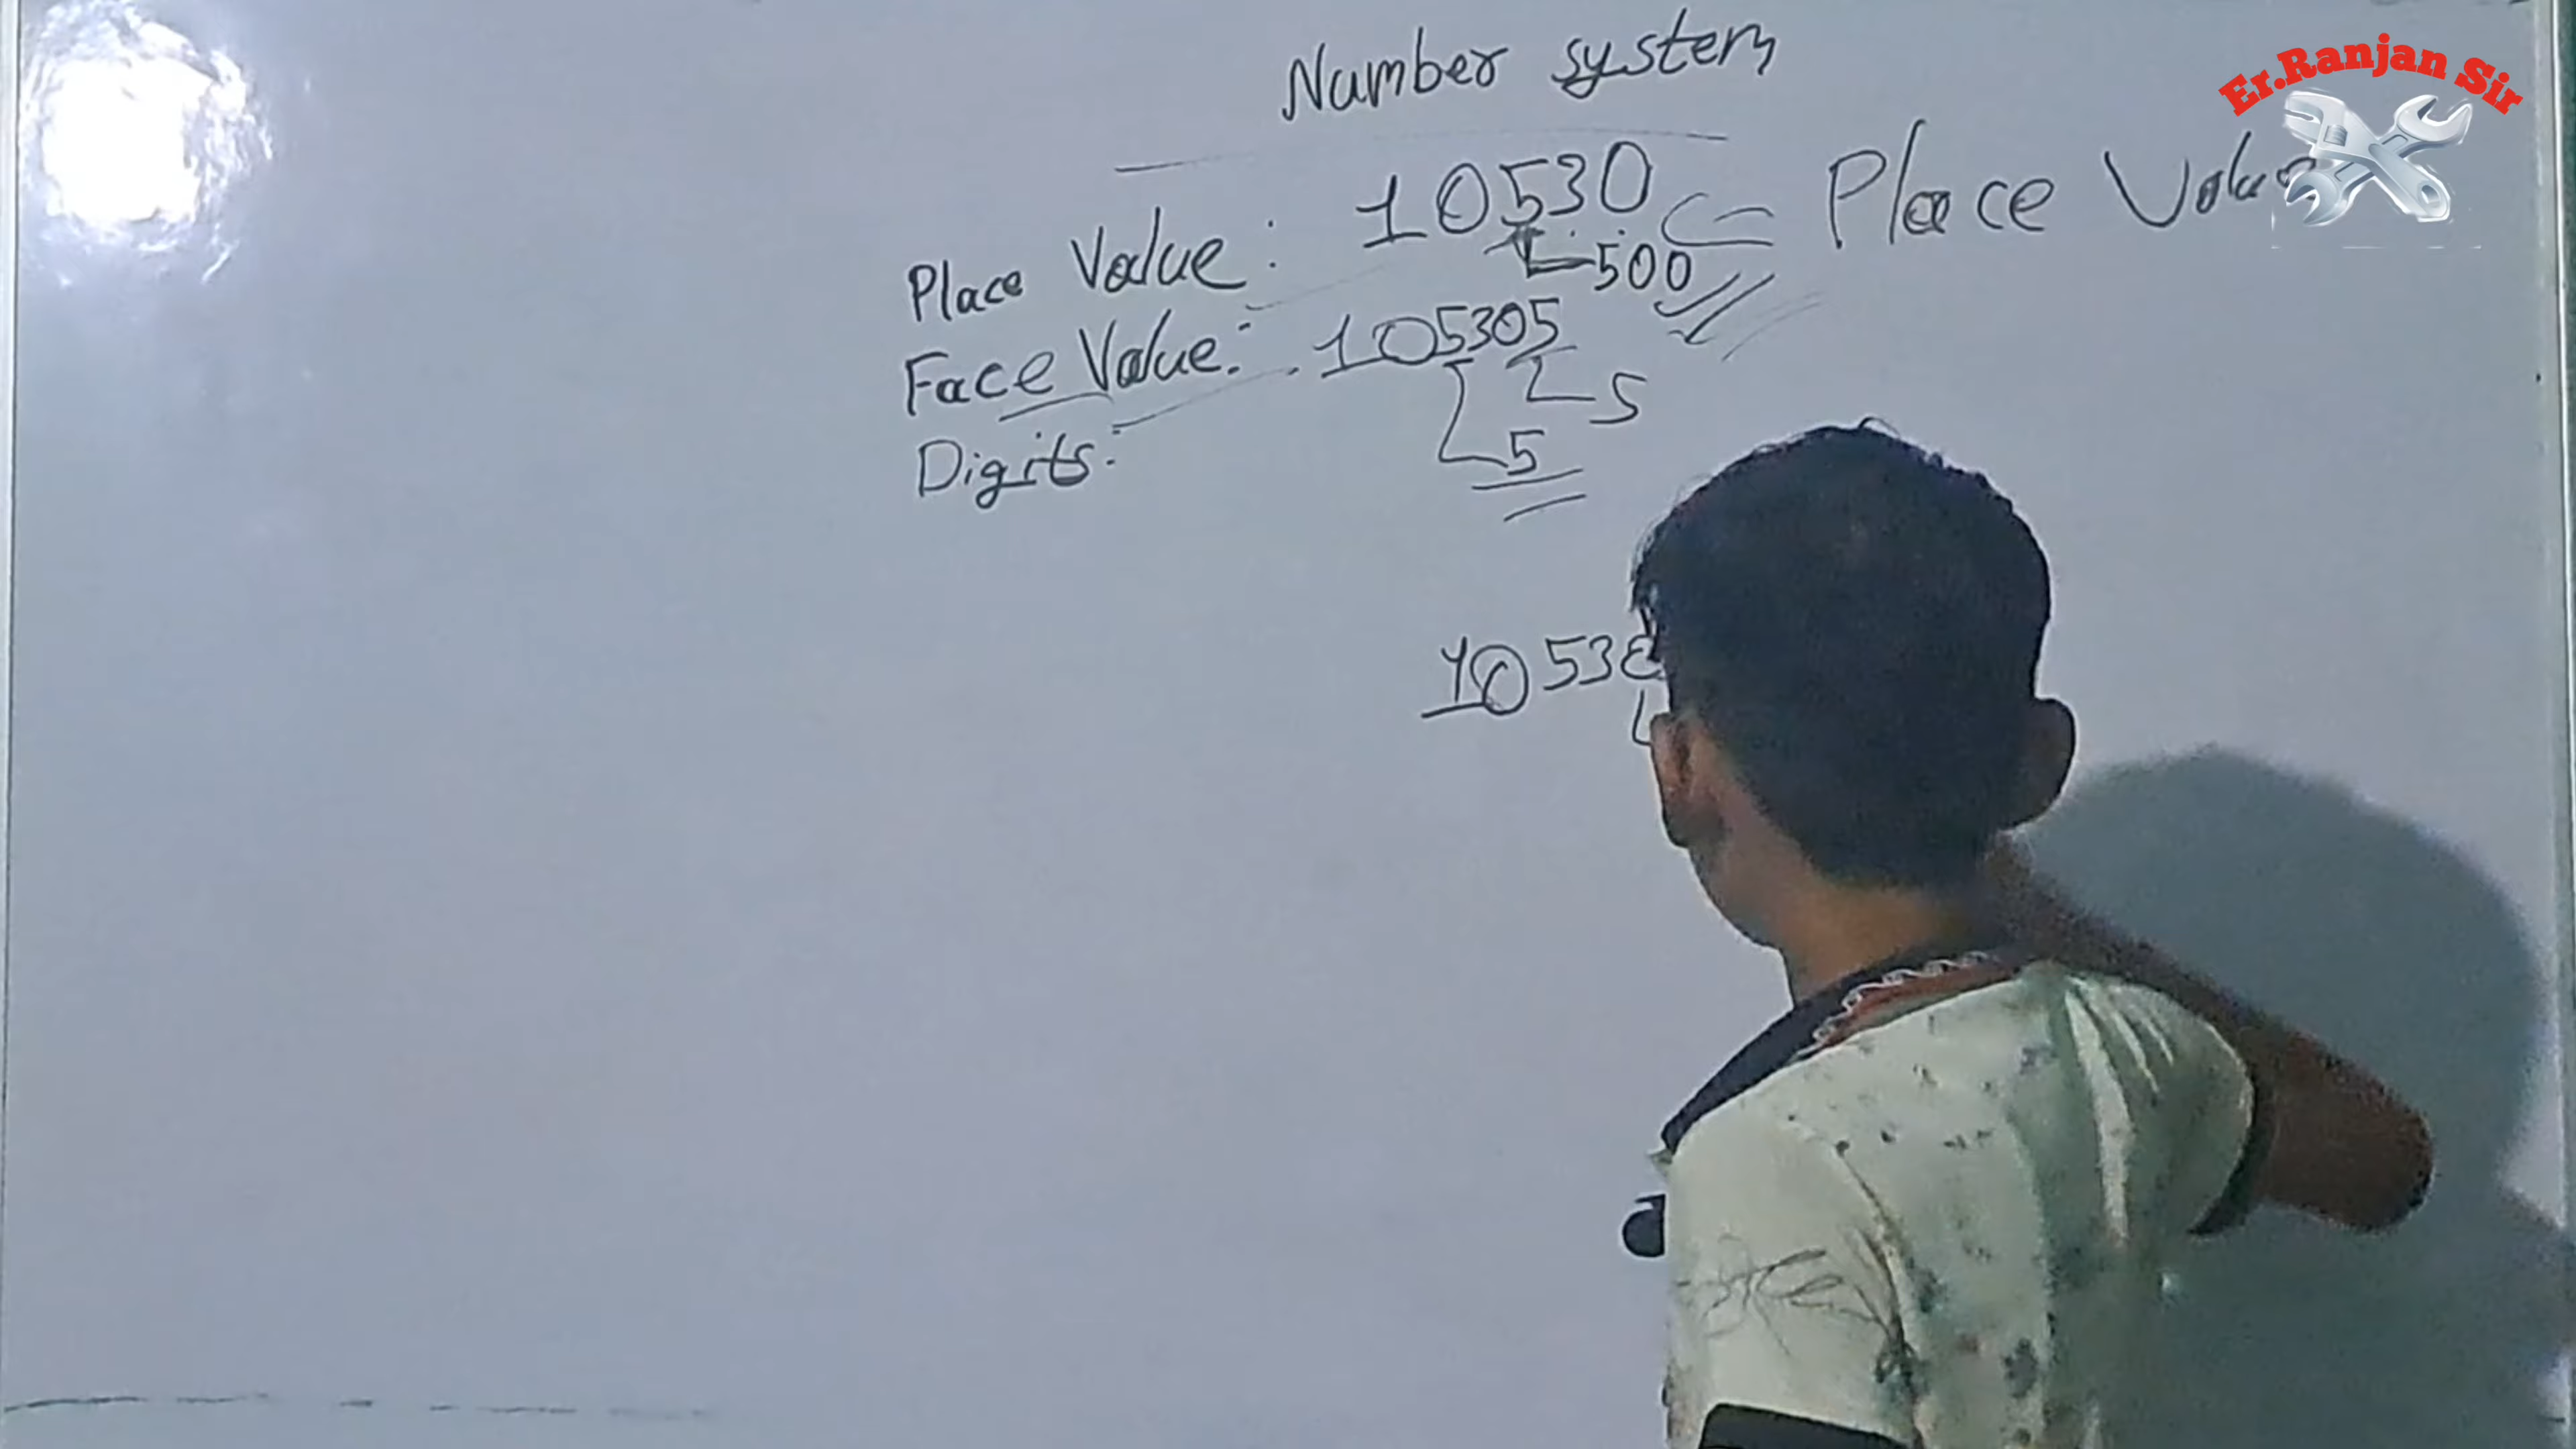 Number system
Er.Ranjan Sir
Place Value: 10530 Place Value
500
Face Value: 105305
5
5
Digits:
10538